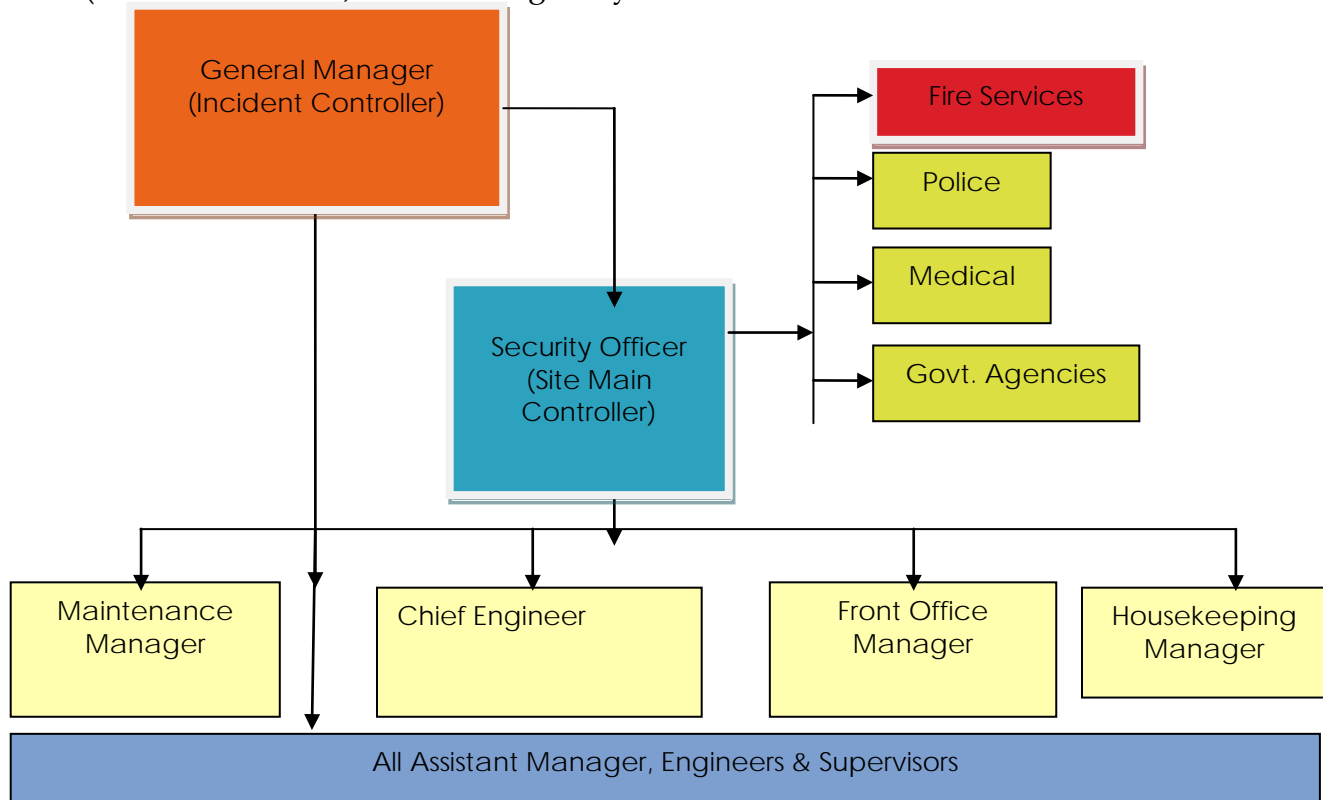 General Manager
(Incident Controller)
Fire Services
Police
Medical
Security Officer
(Site Main
Controller)
Govt. Agencies
Maintenance
Manager
Chief Engineer
Front Office
Manager
Housekeeping
Manager
All Assistant Manager, Engineers & Supervisors